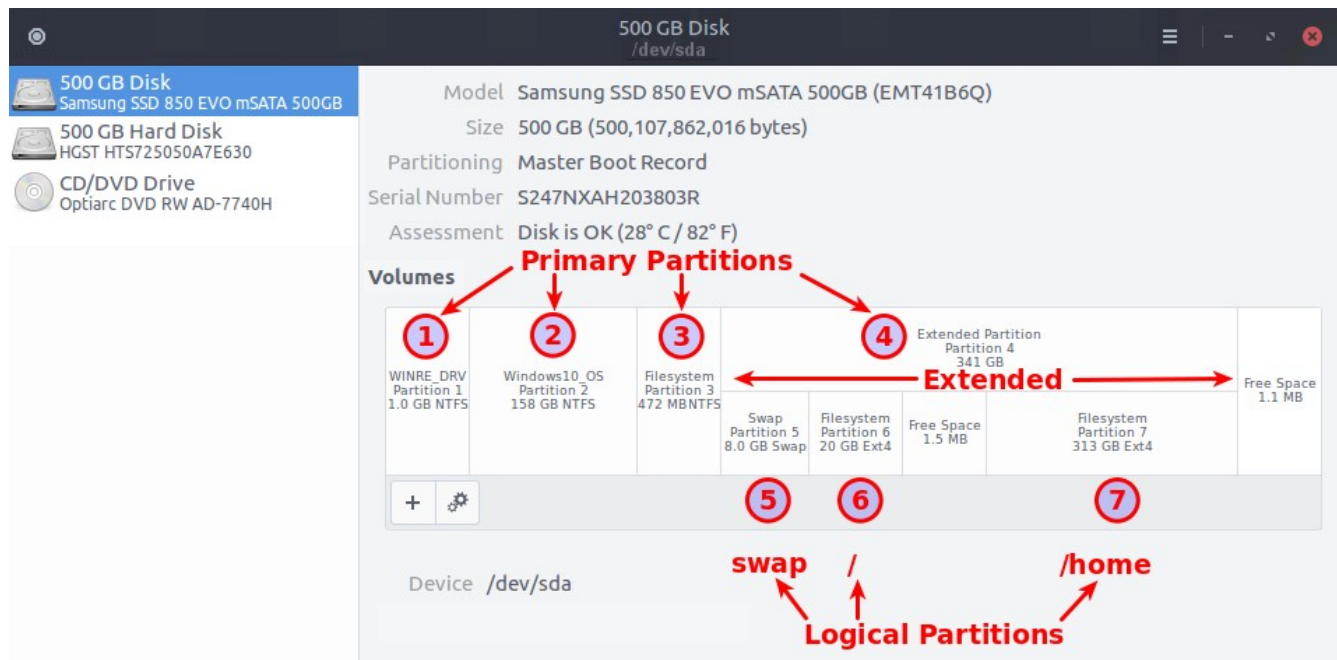 500 GB Disk
/dev/sda
500 GB Disk
Samsung SSD 850 EVO mSATA 500GB
500 GB Hard Disk
HGST HTS725050A7E630
CD/DVD Drive
Optiarc DVD RW AD-7740H
Model Samsung SSD 850 EVO mSATA 500GB (EMT41B6Q)
Size 500 GB (500,107,862,016 bytes)
Partitioning Master Boot Record
Serial Number S247NXAH203803R
Assessment Disk is OK (28° C / 82° F)
Primary Partitions
Volumes
1
2
3
4
WINRE_DRV
Partition 1
1.0 GB NTFS
Windows10_OS
Partition 2
158 GB NTFS
Filesystem
Partition 3
472 MB NTFS
Extended Partition
Partition 4
341 GB
Extended
Free Space
1.1 MB
Swap
Partition 5
8.0 GB Swap
Filesystem
Partition 6
20 GB Ext4
Free Space
1.5 MB
Filesystem
Partition 7
313 GB Ext4
+
5
6
7
swap / /home
Device /dev/sda
Logical Partitions